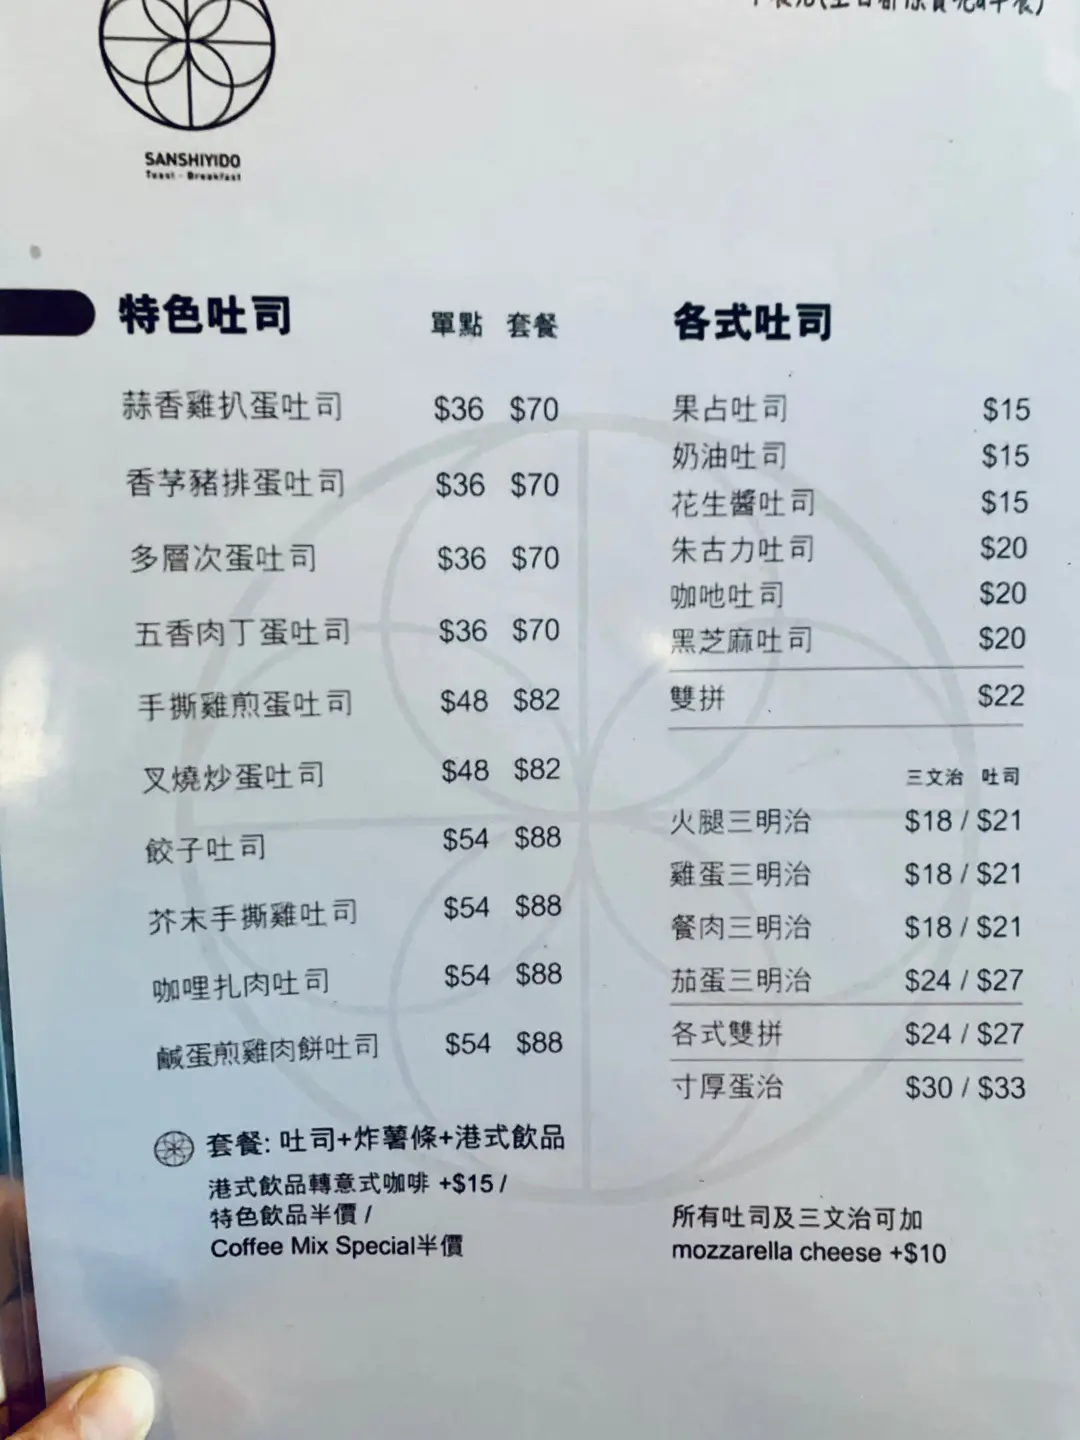 SANSHIYIDO
Toast · Breakfast
特色吐司 單點 套餐
蒜香雞扒蛋吐司 $36 $70
香茅豬排蛋吐司 $36 $70
多層次蛋吐司 $36 $70
五香肉丁蛋吐司 $36 $70
手撕雞煎蛋吐司 $48 $82
叉燒炒蛋吐司 $48 $82
餃子吐司 $54 $88
芥末手撕雞吐司 $54 $88
咖哩扎肉吐司 $54 $88
鹹蛋煎雞肉餅吐司 $54 $88
套餐: 吐司+炸薯條+港式飲品
港式飲品轉意式咖啡 +$15 /
特色飲品半價 /
Coffee Mix Special半價
各式吐司
果占吐司 $15
奶油吐司 $15
花生醬吐司 $15
朱古力吐司 $20
咖吔吐司 $20
黑芝麻吐司 $20
雙拼 $22
三文治 吐司
火腿三明治 $18 / $21
雞蛋三明治 $18 / $21
餐肉三明治 $18 / $21
茄蛋三明治 $24 / $27
各式雙拼 $24 / $27
寸厚蛋治 $30 / $33
所有吐司及三文治可加
mozzarella cheese +$10